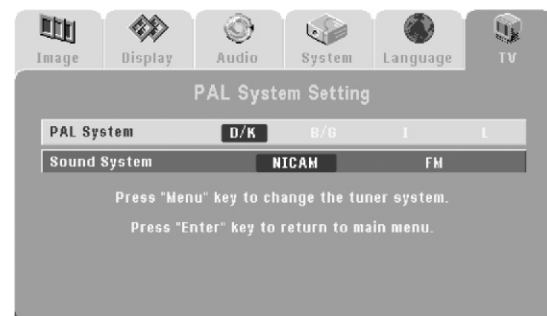 Image Display Audio System Language TV
PAL System Setting
PAL System D/K B/G I L
Sound System NICAM FM
Press "Menu" key to change the tuner system.
Press "Enter" key to return to main menu.